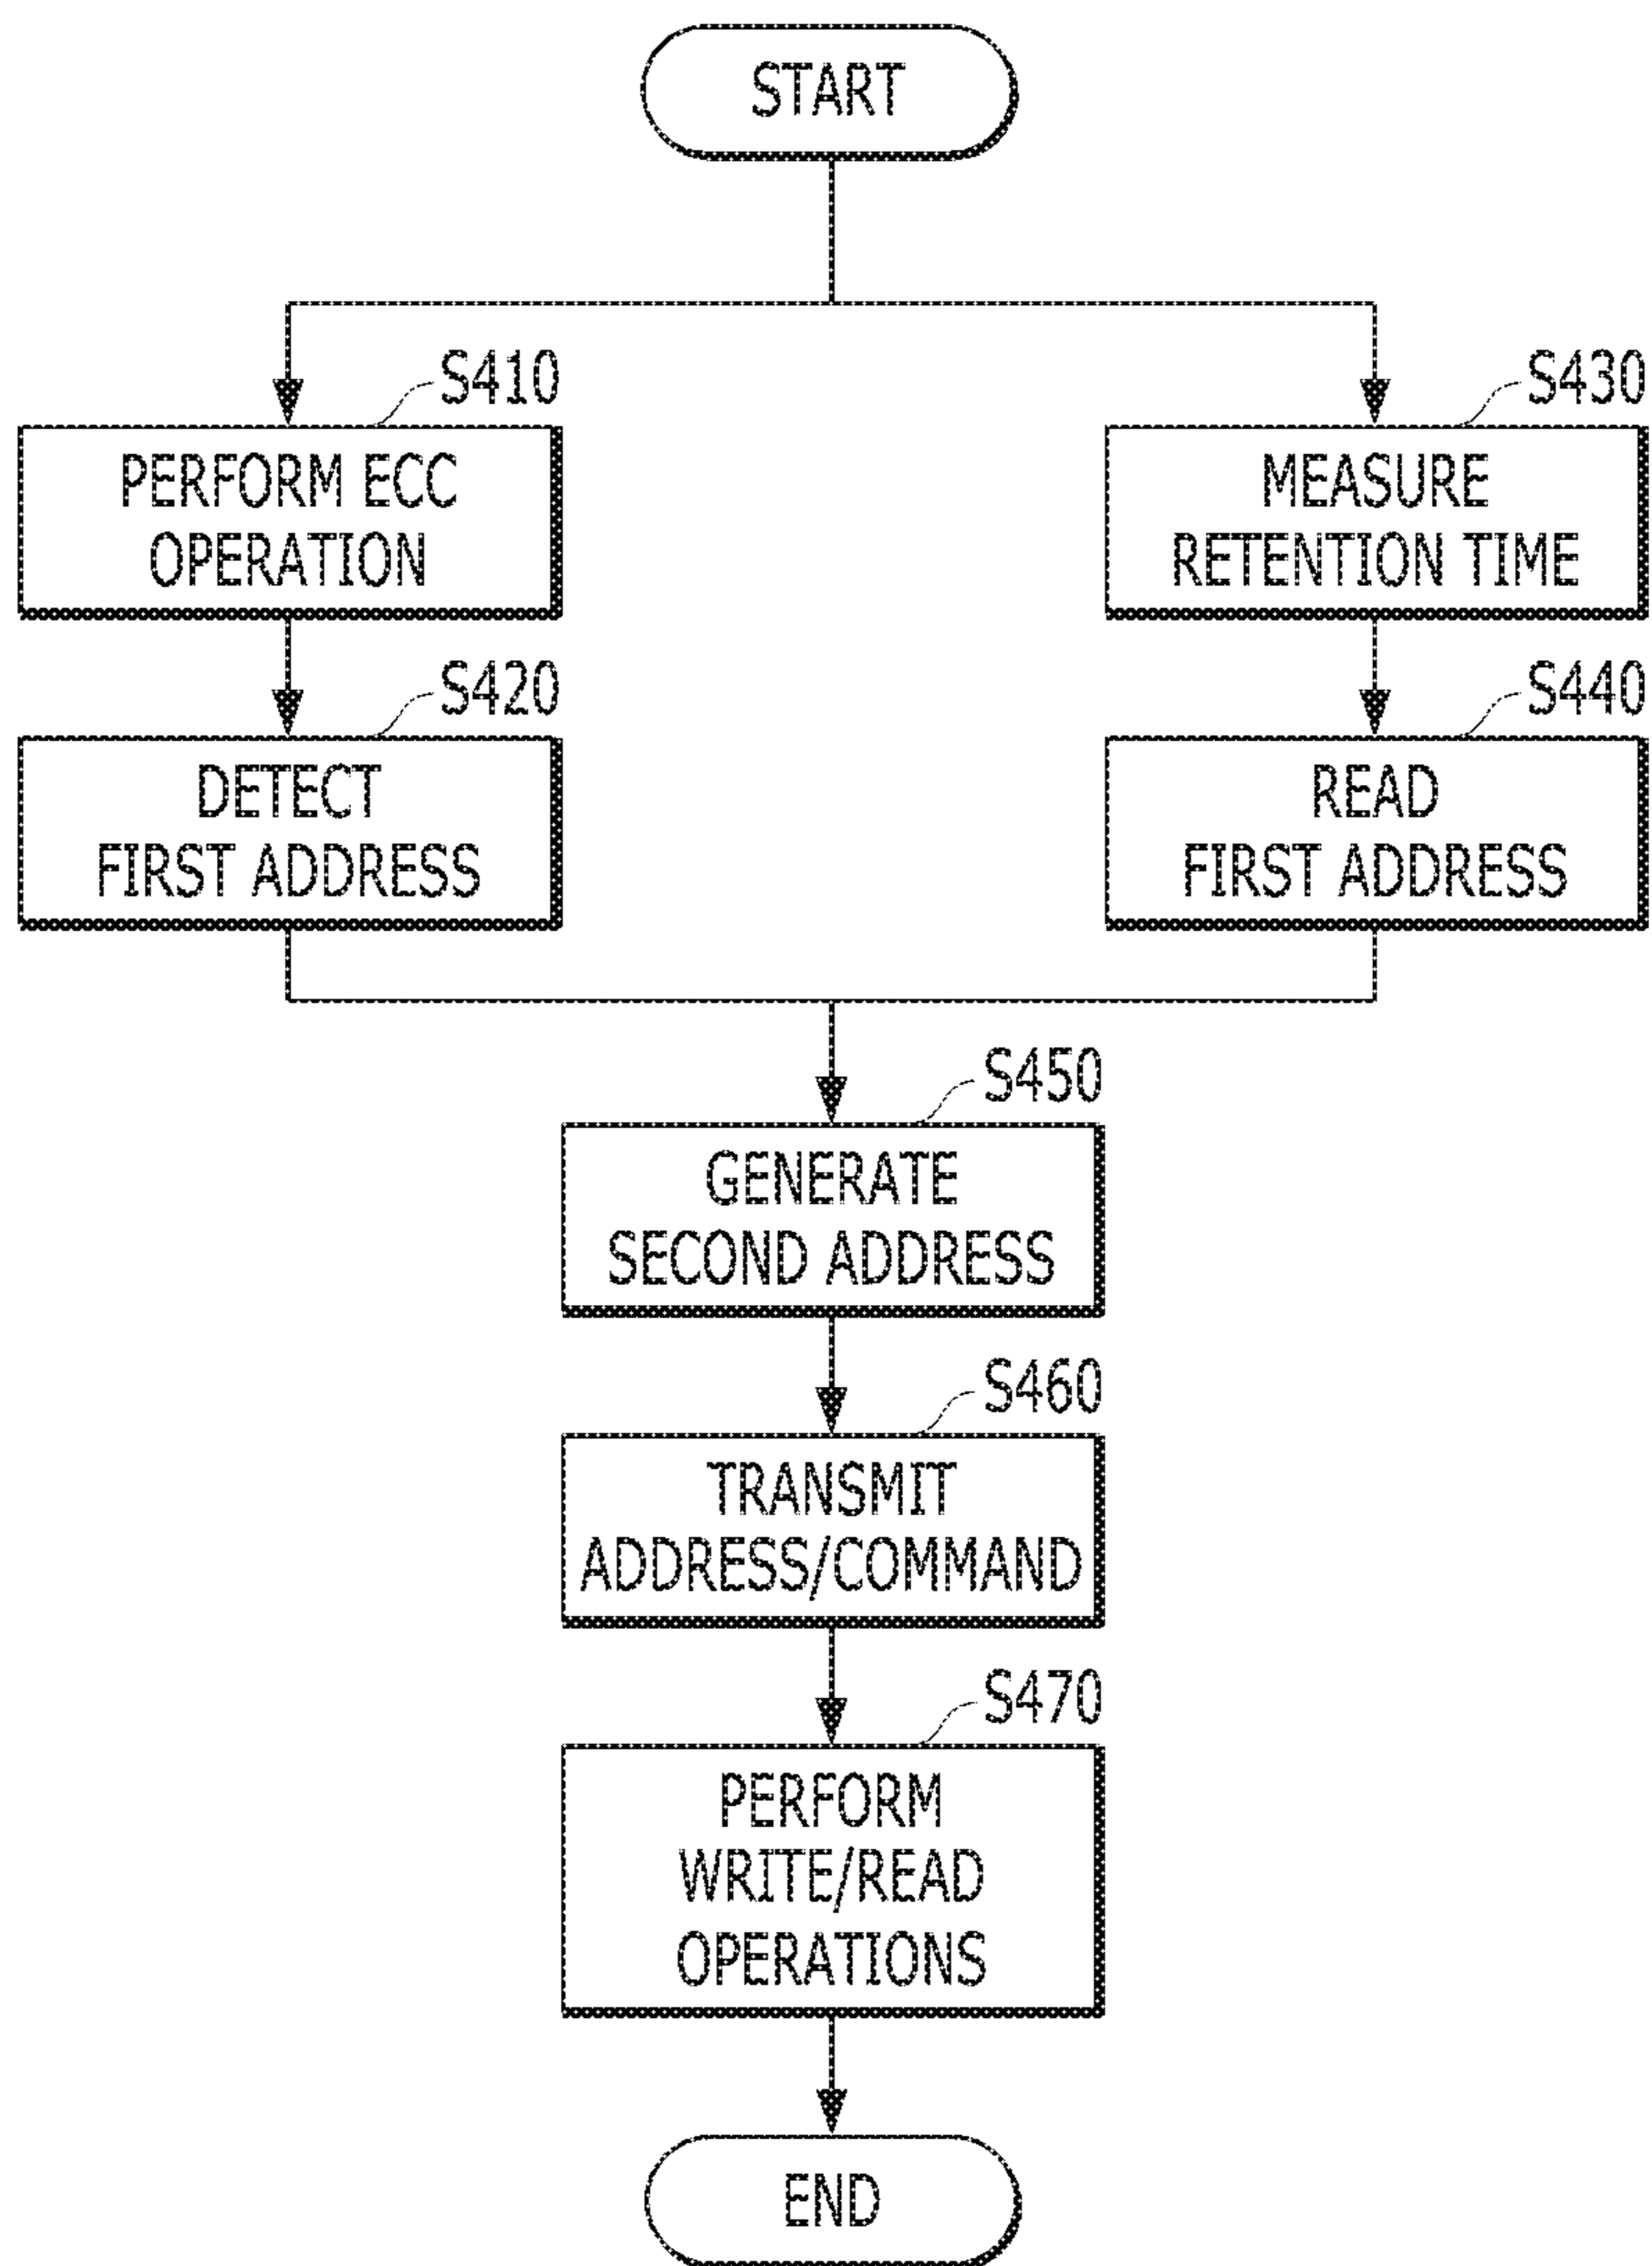 START
S410
PERFORM ECC
OPERATION
S430
MEASURE
RETENTION TIME
S420
DETECT
FIRST ADDRESS
S440
READ
FIRST ADDRESS
S450
GENERATE
SECOND ADDRESS
S460
TRANSMIT
ADDRESS/COMMAND
S470
PERFORM
WRITE/READ
OPERATIONS
END